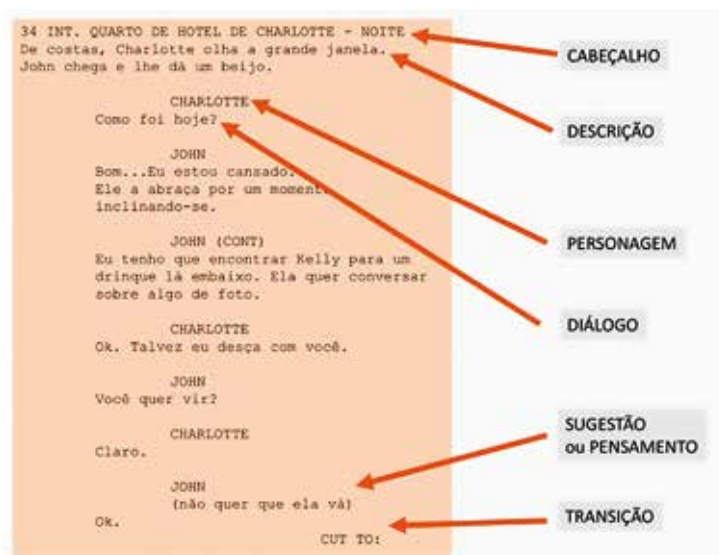 34 INT. QUARTO DE HOTEL DE CHARLOTTE - NOITE
De costas, Charlotte olha a grande janela.
John chega e lhe dá um beijo.
CHARLOTTE
Como foi hoje?
JOHN
Bom...Eu estou cansado.
Ele a abraça por um momento
inclinando-se.
JOHN (CONT)
Eu tenho que encontrar Kelly para um
drinque lá embaixo. Ela quer conversar
sobre algo de foto.
CHARLOTTE
Ok. Talvez eu desça com você.
JOHN
Você quer vir?
CHARLOTTE
Claro.
JOHN
(não quer que ela vá)
Ok.
CUT TO:
CABEÇALHO
DESCRIÇÃO
PERSONAGEM
DIÁLOGO
SUGESTÃO
ou PENSAMENTO
TRANSIÇÃO